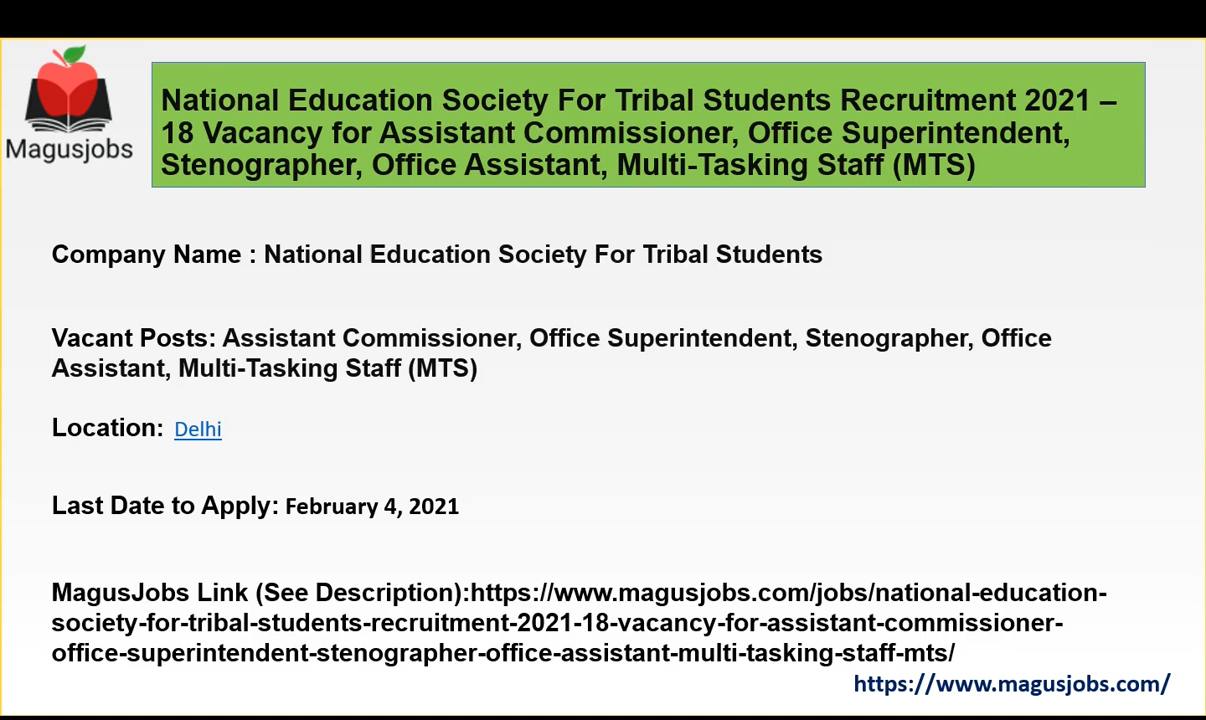 Magusjobs
National Education Society For Tribal Students Recruitment 2021 –
18 Vacancy for Assistant Commissioner, Office Superintendent,
Stenographer, Office Assistant, Multi-Tasking Staff (MTS)
Company Name : National Education Society For Tribal Students
Vacant Posts: Assistant Commissioner, Office Superintendent, Stenographer, Office
Assistant, Multi-Tasking Staff (MTS)
Location: Delhi
Last Date to Apply: February 4, 2021
MagusJobs Link (See Description):https://www.magusjobs.com/jobs/national-education-
society-for-tribal-students-recruitment-2021-18-vacancy-for-assistant-commissioner-
office-superintendent-stenographer-office-assistant-multi-tasking-staff-mts/
https://www.magusjobs.com/